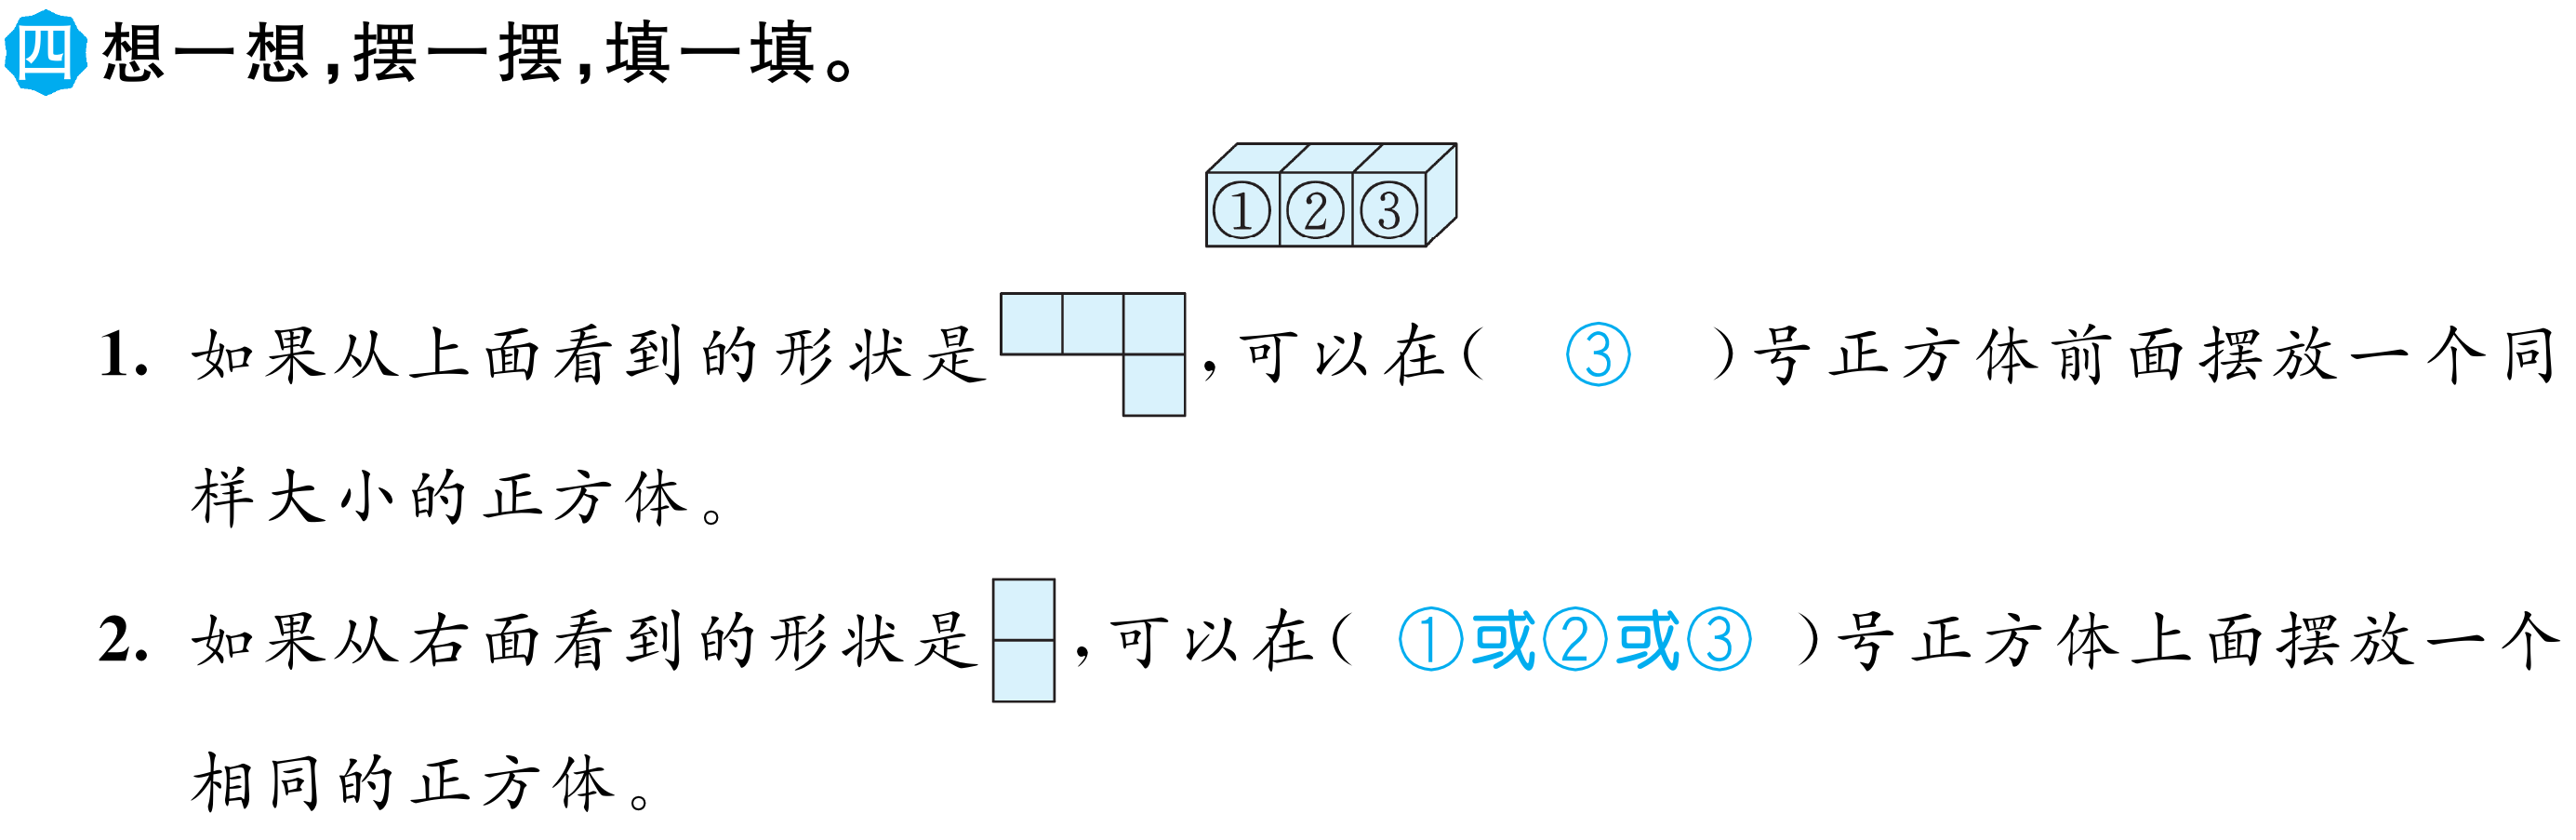 四 想一想,摆一摆,填一填。
① ② ③
1. 如果从上面看到的形状是 ,可以在( ③ )号正方体前面摆放一个同
样大小的正方体。
2. 如果从右面看到的形状是 ,可以在( ①或②或③ )号正方体上面摆放一个
相同的正方体。